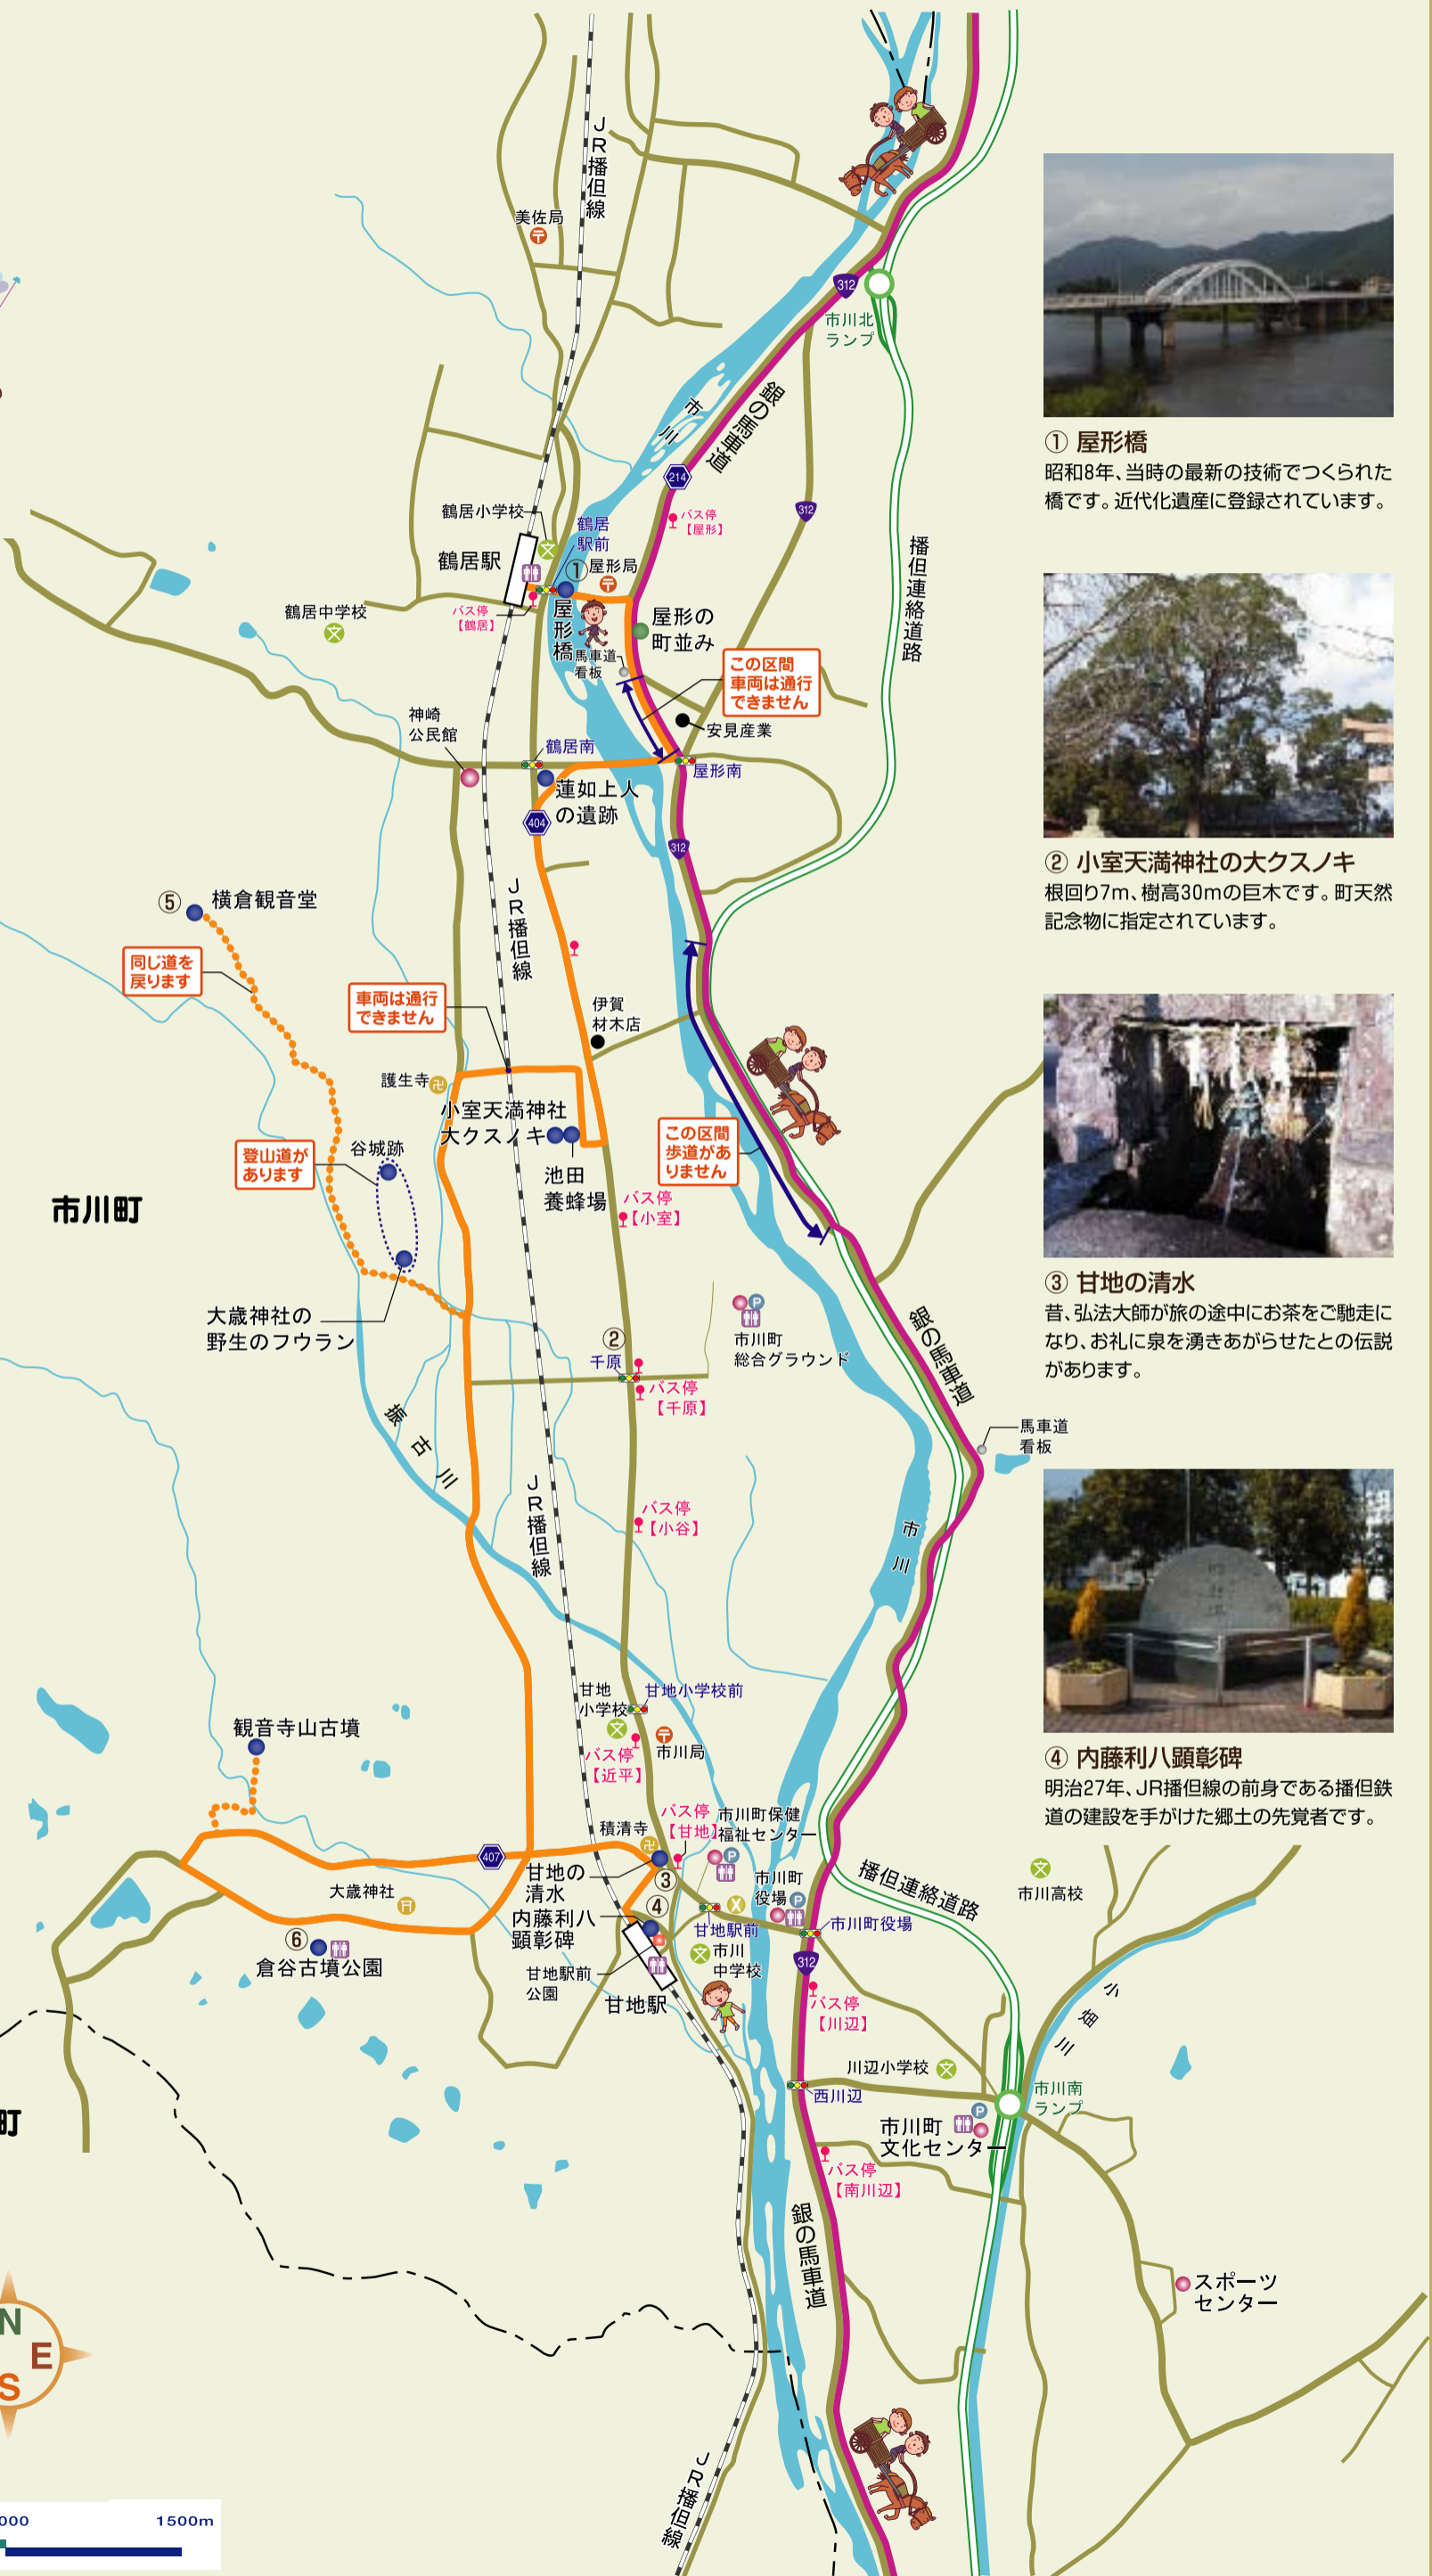 JR播担線
美佐局
312
市川北
ランプ
市川
銀の馬車道
214
バス停
【屋形】
312
播但連絡道路
鶴居小学校
鶴居
駅前
鶴居駅
①
屋形局
バス停
【鶴居】
鶴居中学校
屋形橋
屋形の
町並み
馬車道
看板
この区間
車両は通行
できません
安見産業
神崎
公民館
鶴居南
屋形南
蓮如上人
の遺跡
404
312
JR播但線
⑤
横倉観音堂
同じ道を
戻ります
車両は通行
できません
伊賀
材木店
護生寺
小室天満神社
大クスノキ
池田
養蜂場
この区間
歩道があ
りません
登山道が
あります
谷城跡
市川町
バス停
【小室】
大歳神社の
野生のフウラン
②
千原
バス停
【千原】
市川町
総合グラウンド
銀の馬車道
馬車道
看板
振古川
JR播但線
バス停
【小谷】
市川
甘地
小学校
甘地小学校前
市川局
バス停
【近平】
観音寺山古墳
バス停
【甘地】
市川町保健
福祉センター
積清寺
407
甘地の
清水
③
④
市川町
役場
市川町役場
播但連絡道路
市川高校
大歳神社
内藤利八
顕彰碑
甘地駅前
市川
中学校
312
⑥
倉谷古墳公園
甘地駅前
公園
甘地駅
バス停
【川辺】
小畑川
川辺小学校
西川辺
市川南
ランプ
市川町
文化センター
町
バス停
【南川辺】
銀の馬車道
スポーツ
センター
N
E
S
JR播但線
000
1500m
① 屋形橋
昭和8年、当時の最新の技術でつくられた
橋です。近代化遺産に登録されています。
② 小室天満神社の大クスノキ
根回り7m、樹高30mの巨木です。町天然
記念物に指定されています。
③ 甘地の清水
昔、弘法大師が旅の途中にお茶をご馳走に
なり、お礼に泉を湧きあがらせたとの伝説
があります。
④ 内藤利八顕彰碑
明治27年、JR播但線の前身である播但鉄
道の建設を手がけた郷土の先覚者です。